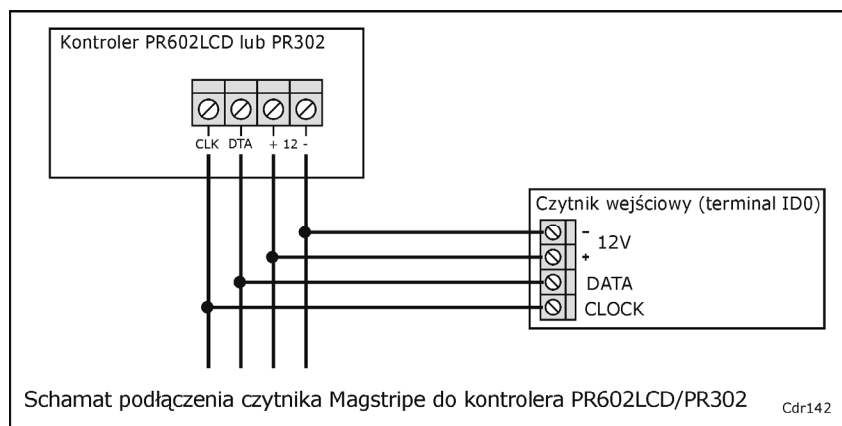 Kontroler PR602LCD lub PR302
CLK DTA + 12 -
Czytnik wejściowy (terminal ID0)
-
12V
+
DATA
CLOCK
Schamat podłączenia czytnika Magstripe do kontrolera PR602LCD/PR302
Cdr142